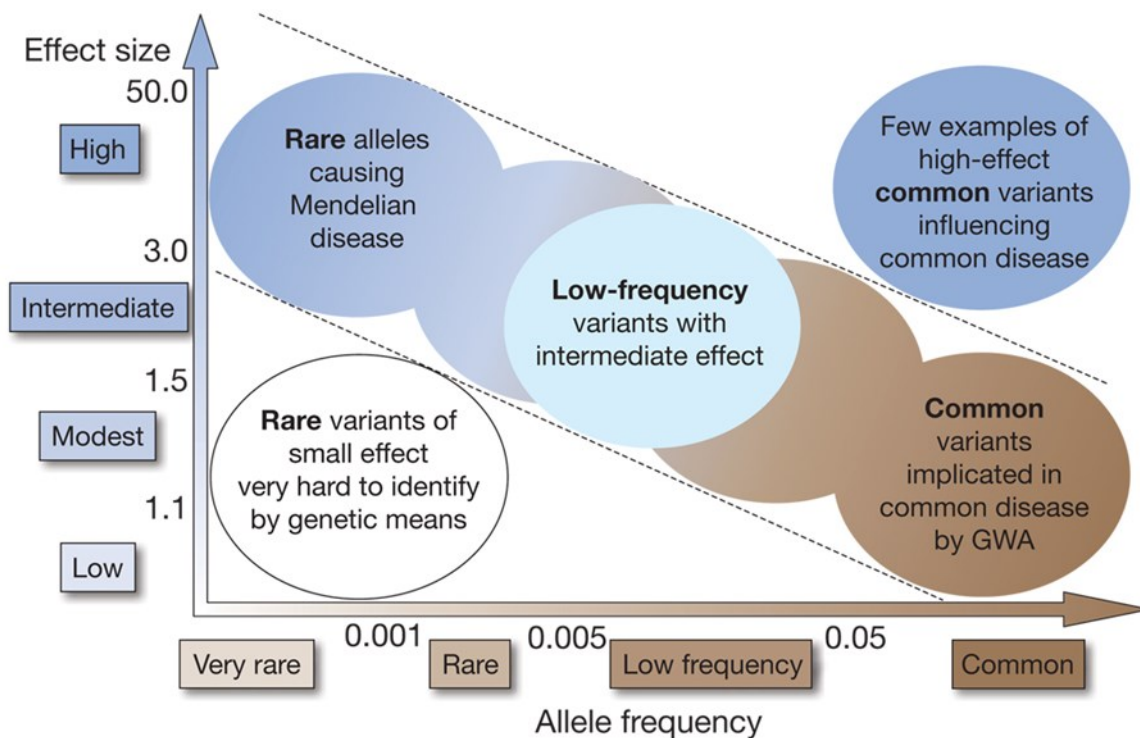 Effect size
50.0
High
3.0
Intermediate
1.5
Modest
1.1
Low
Rare alleles
causing
Mendelian
disease
Few examples of
high-effect
common variants
influencing
common disease
Low-frequency
variants with
intermediate effect
Rare variants of
small effect
very hard to identify
by genetic means
Common
variants
implicated in
common disease
by GWA
0.001
0.005
0.05
Very rare
Rare
Low frequency
Common
Allele frequency